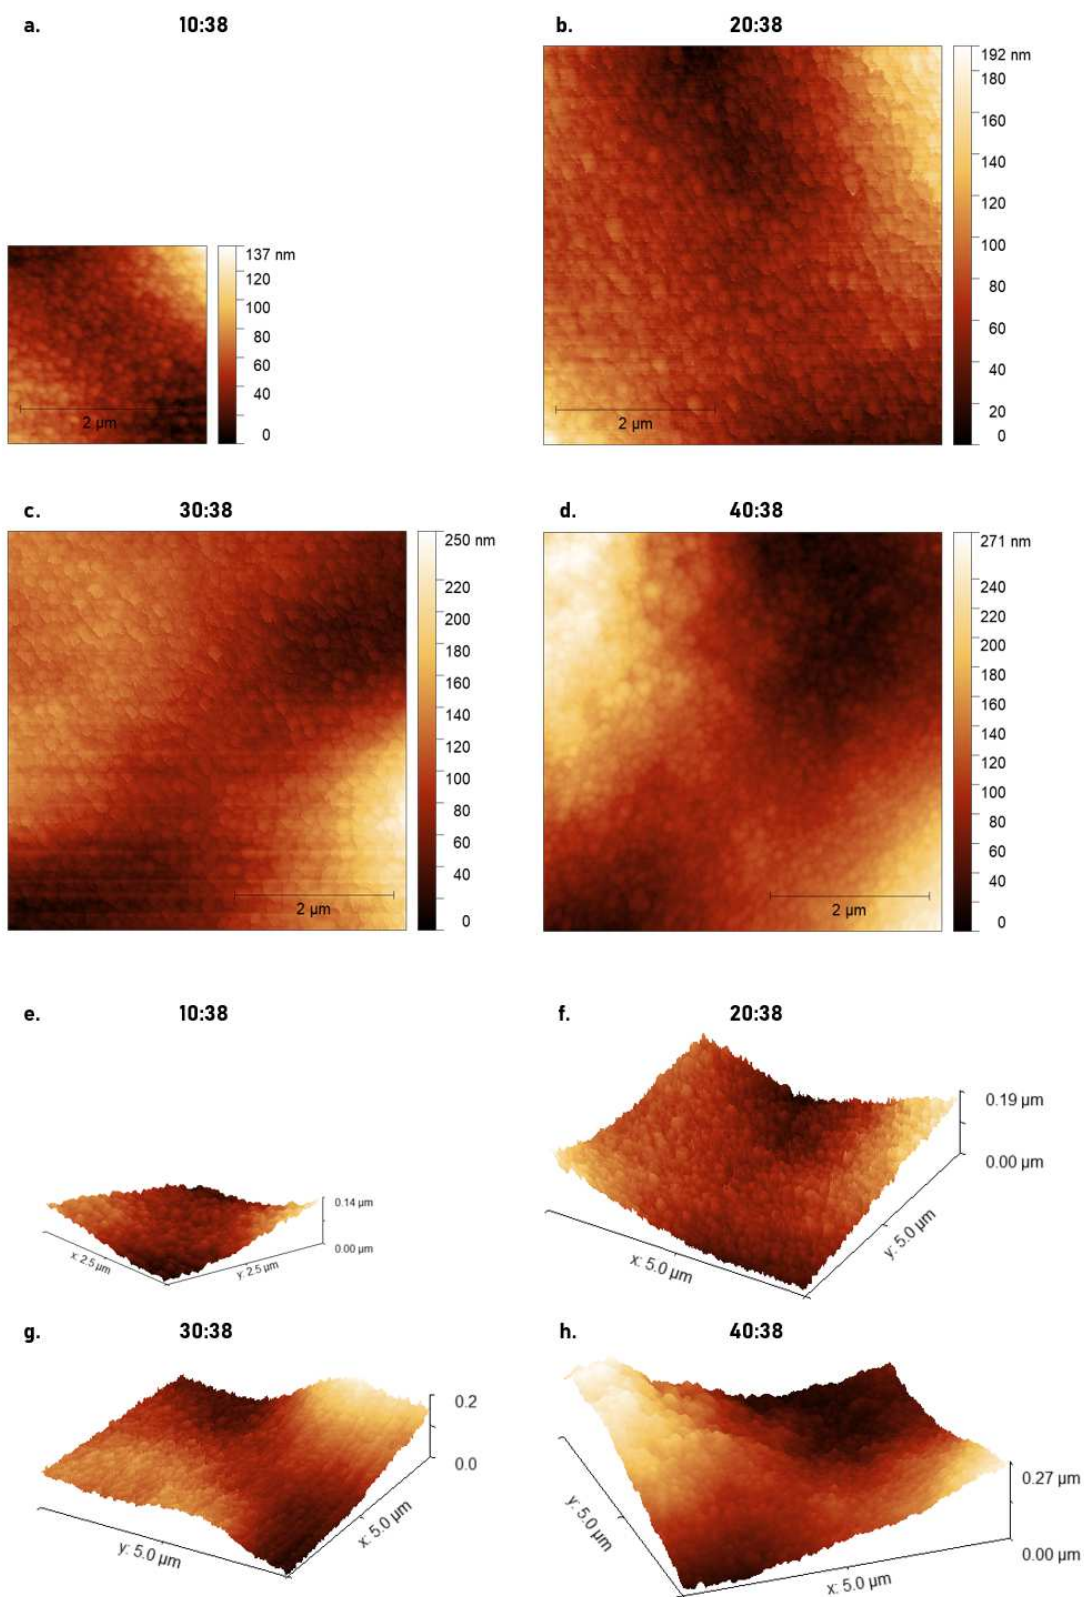 a. 10:38
b. 20:38
137 nm
120
100
80
60
40
0
2 µm
192 nm
180
160
140
120
100
80
60
40
20
0
2 µm
c. 30:38
d. 40:38
250 nm
220
200
180
160
140
120
100
80
60
40
0
2 µm
271 nm
240
220
200
180
160
140
120
100
80
60
40
0
2 µm
e. 10:38
f. 20:38
0.14 µm
0.00 µm
x: 2.5 µm
y: 2.5 µm
0.19 µm
0.00 µm
x: 5.0 µm
y: 5.0 µm
g. 30:38
h. 40:38
0.2
0.0
y: 5.0 µm
x: 5.0 µm
0.27 µm
0.00 µm
y: 5.0 µm
x: 5.0 µm